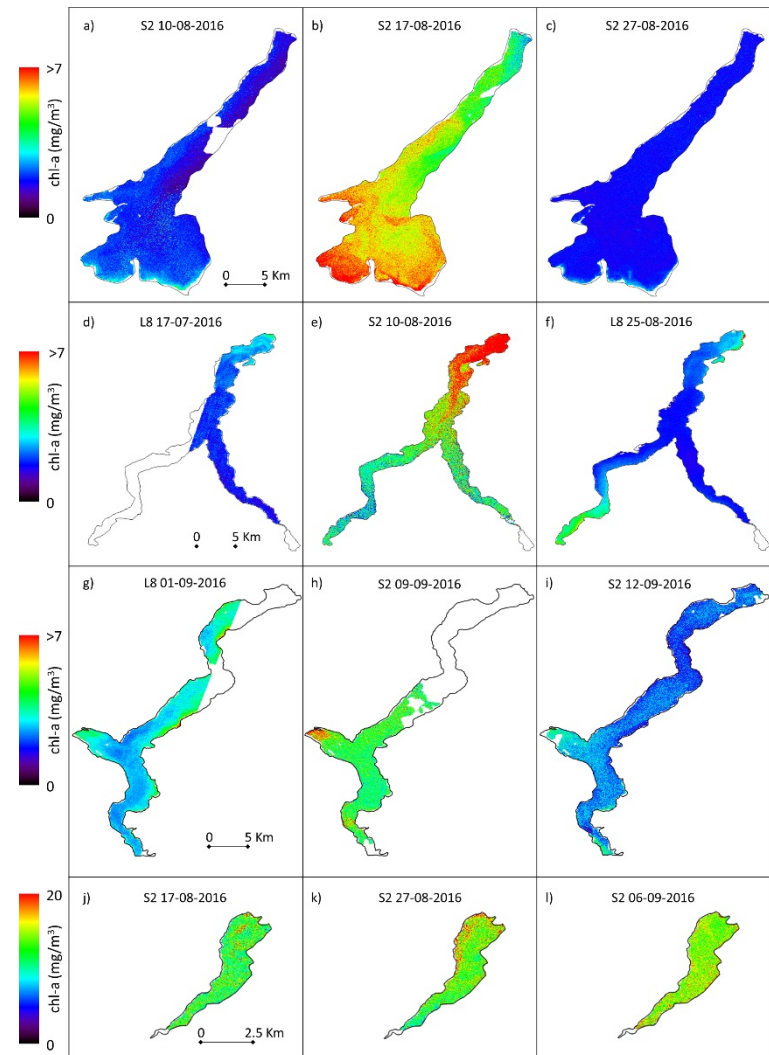 a) S2 10-08-2016
b) S2 17-08-2016
c) S2 27-08-2016
>7
chl-a (mg/m³)
0
0 5 Km
0 5 Km
d) L8 17-07-2016
e) S2 10-08-2016
f) L8 25-08-2016
>7
chl-a (mg/m³)
0
0 5 Km
g) L8 01-09-2016
h) S2 09-09-2016
i) S2 12-09-2016
>7
chl-a (mg/m³)
0
0 5 Km
j) S2 17-08-2016
k) S2 27-08-2016
l) S2 06-09-2016
20
chl-a (mg/m³)
0
0 2.5 Km